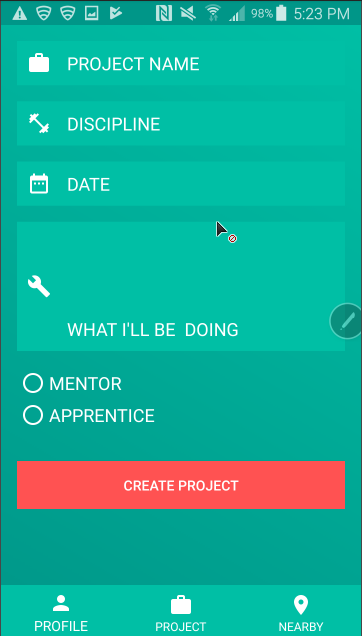 98% 5:23 PM
PROJECT NAME
DISCIPLINE
DATE
WHAT I'LL BE  DOING
MENTOR
APPRENTICE
CREATE PROJECT
PROFILE PROJECT NEARBY